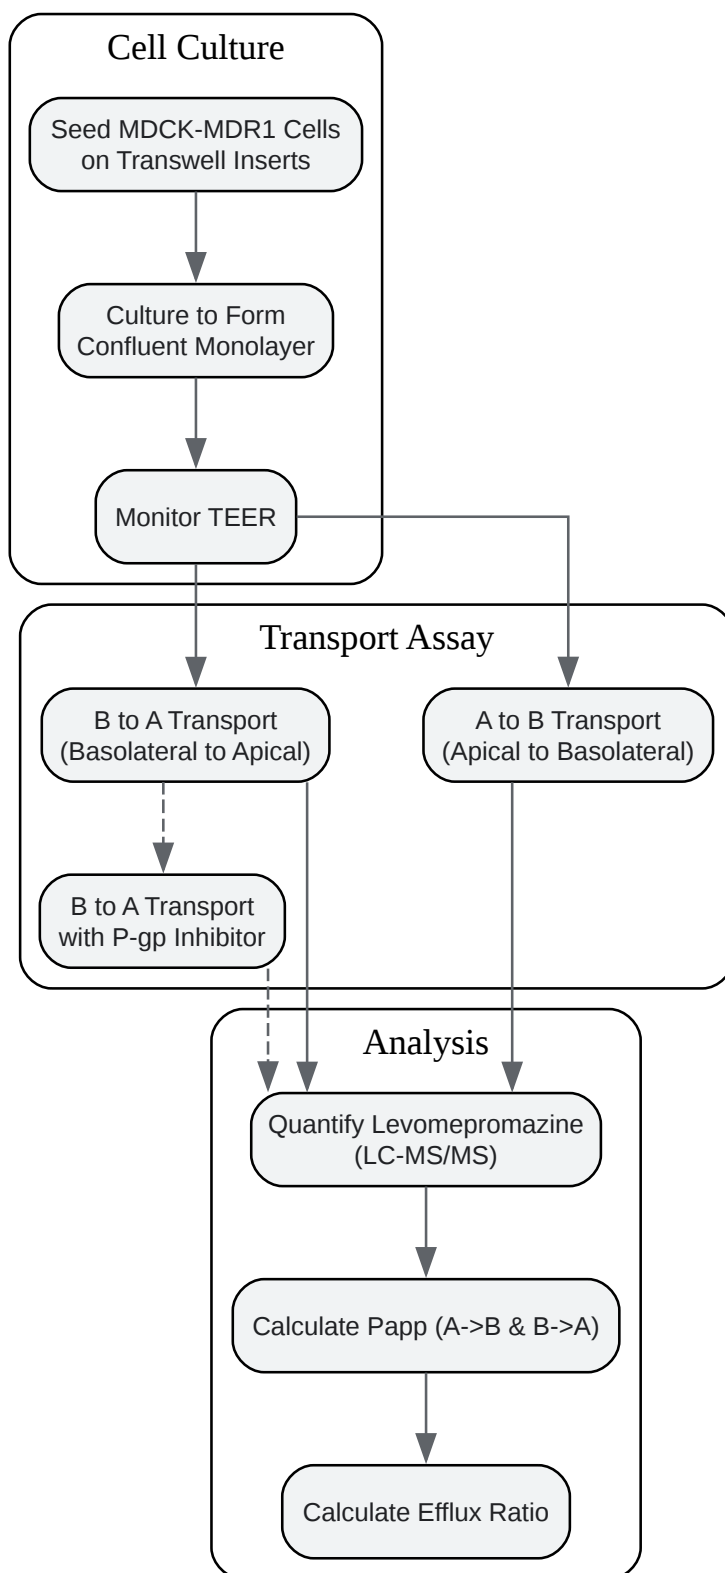 Cell Culture
Seed MDCK-MDR1 Cells
on Transwell Inserts
Culture to Form
Confluent Monolayer
Monitor TEER
Transport Assay
B to A Transport
(Basolateral to Apical)
A to B Transport
(Apical to Basolateral)
B to A Transport
with P-gp Inhibitor
Analysis
Quantify Levomepromazine
(LC-MS/MS)
Calculate Papp (A->B & B->A)
Calculate Efflux Ratio